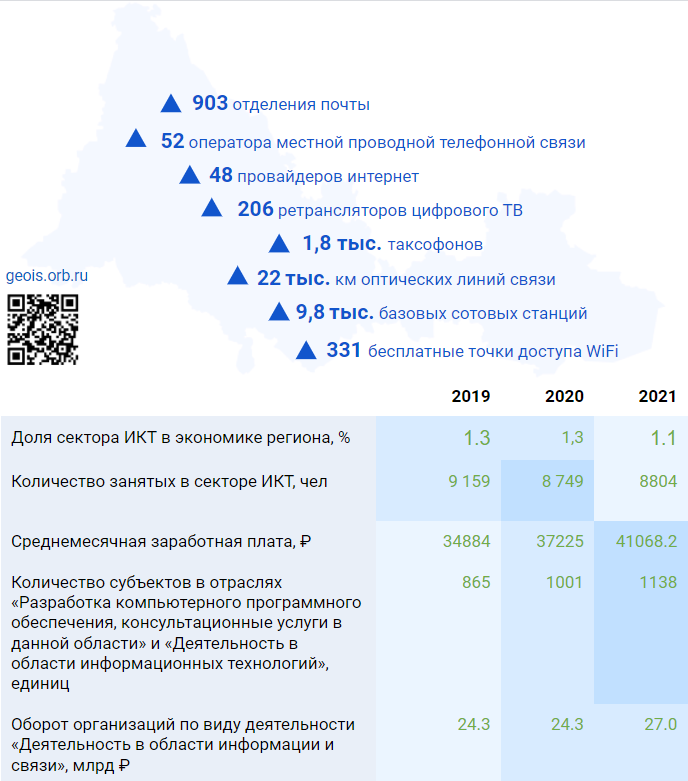 ▲ 903 отделения почты
▲ 52 оператора местной проводной телефонной связи
▲ 48 провайдеров интернет
▲ 206 ретрансляторов цифрового ТВ
▲ 1,8 тыс. таксофонов
geois.orb.ru
▲ 22 тыс. км оптических линий связи
▲ 9,8 тыс. базовых сотовых станций
▲ 331 бесплатные точки доступа WiFi
2019 2020 2021
Доля сектора ИКТ в экономике региона, % 1.3 1,3 1.1
Количество занятых в секторе ИКТ, чел 9 159 8 749 8804
Среднемесячная заработная плата, ₽ 34884 37225 41068.2
Количество субъектов в отраслях 865 1001 1138
«Разработка компьютерного программного
обеспечения, консультационные услуги в
данной области» и «Деятельность в
области информационных технологий»,
единиц
Оборот организаций по виду деятельности 24.3 24.3 27.0
«Деятельность в области информации и
связи», млрд ₽